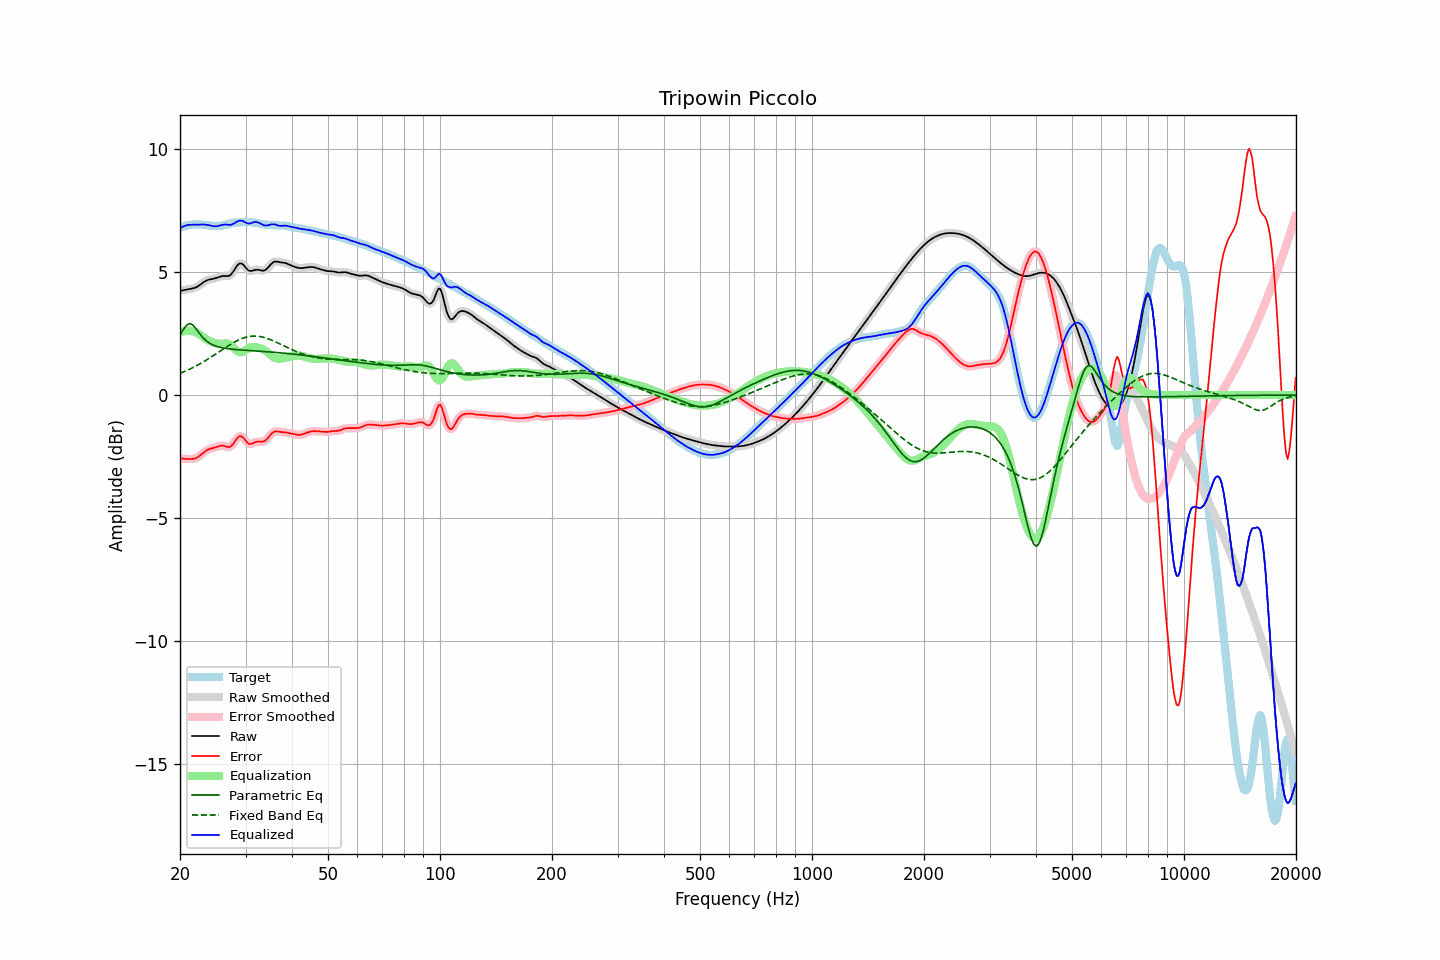 Tripowin Piccolo
Amplitude (dBr)
10
5
0
−5
−10
−15
Target
Raw Smoothed
Error Smoothed
Raw
Error
Equalization
Parametric Eq
Fixed Band Eq
Equalized
20 50 100 200 500 1000 2000 5000 10000 20000
Frequency (Hz)